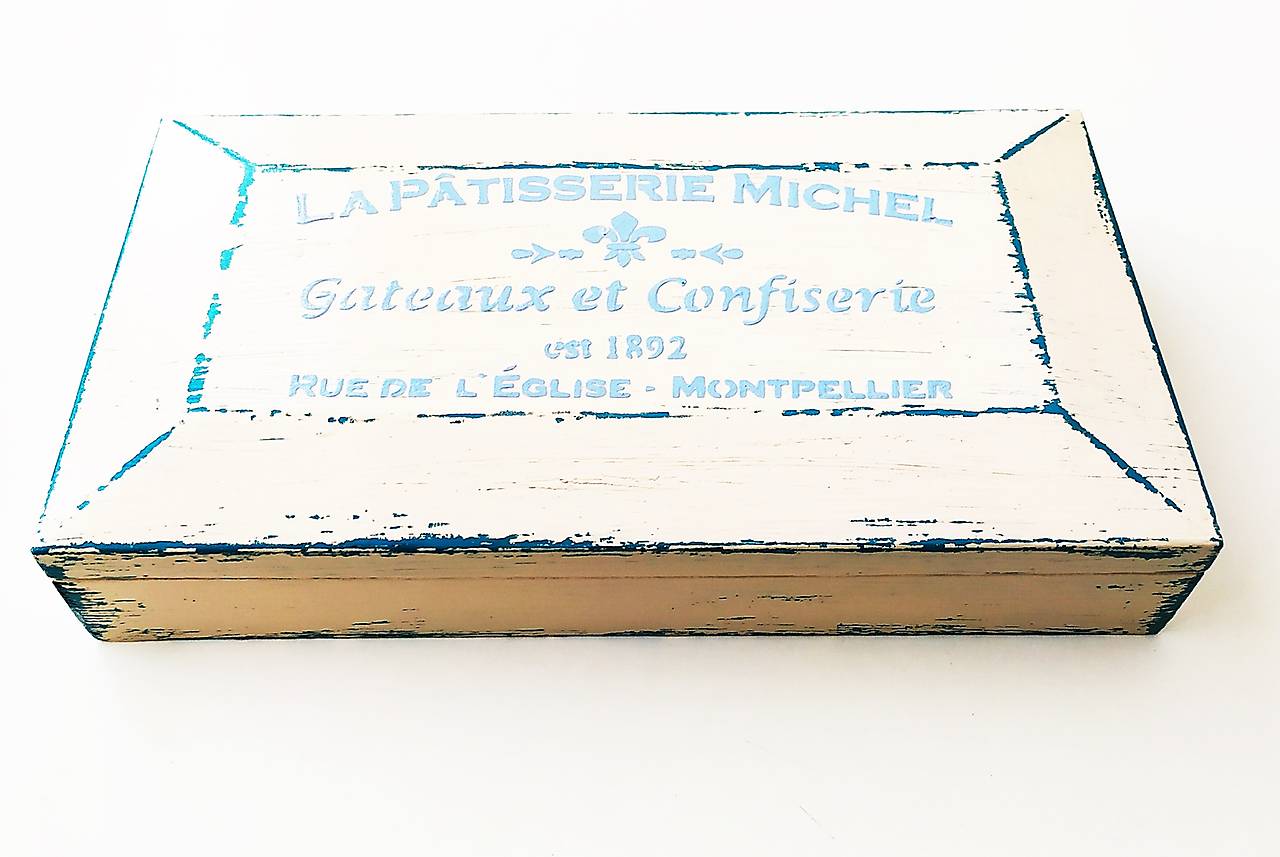 LA PÂTISSERIE MICHEL
Gateaux et Confiserie
est 1892
RUE DE L'ÉGLISE - MONTPELLIER